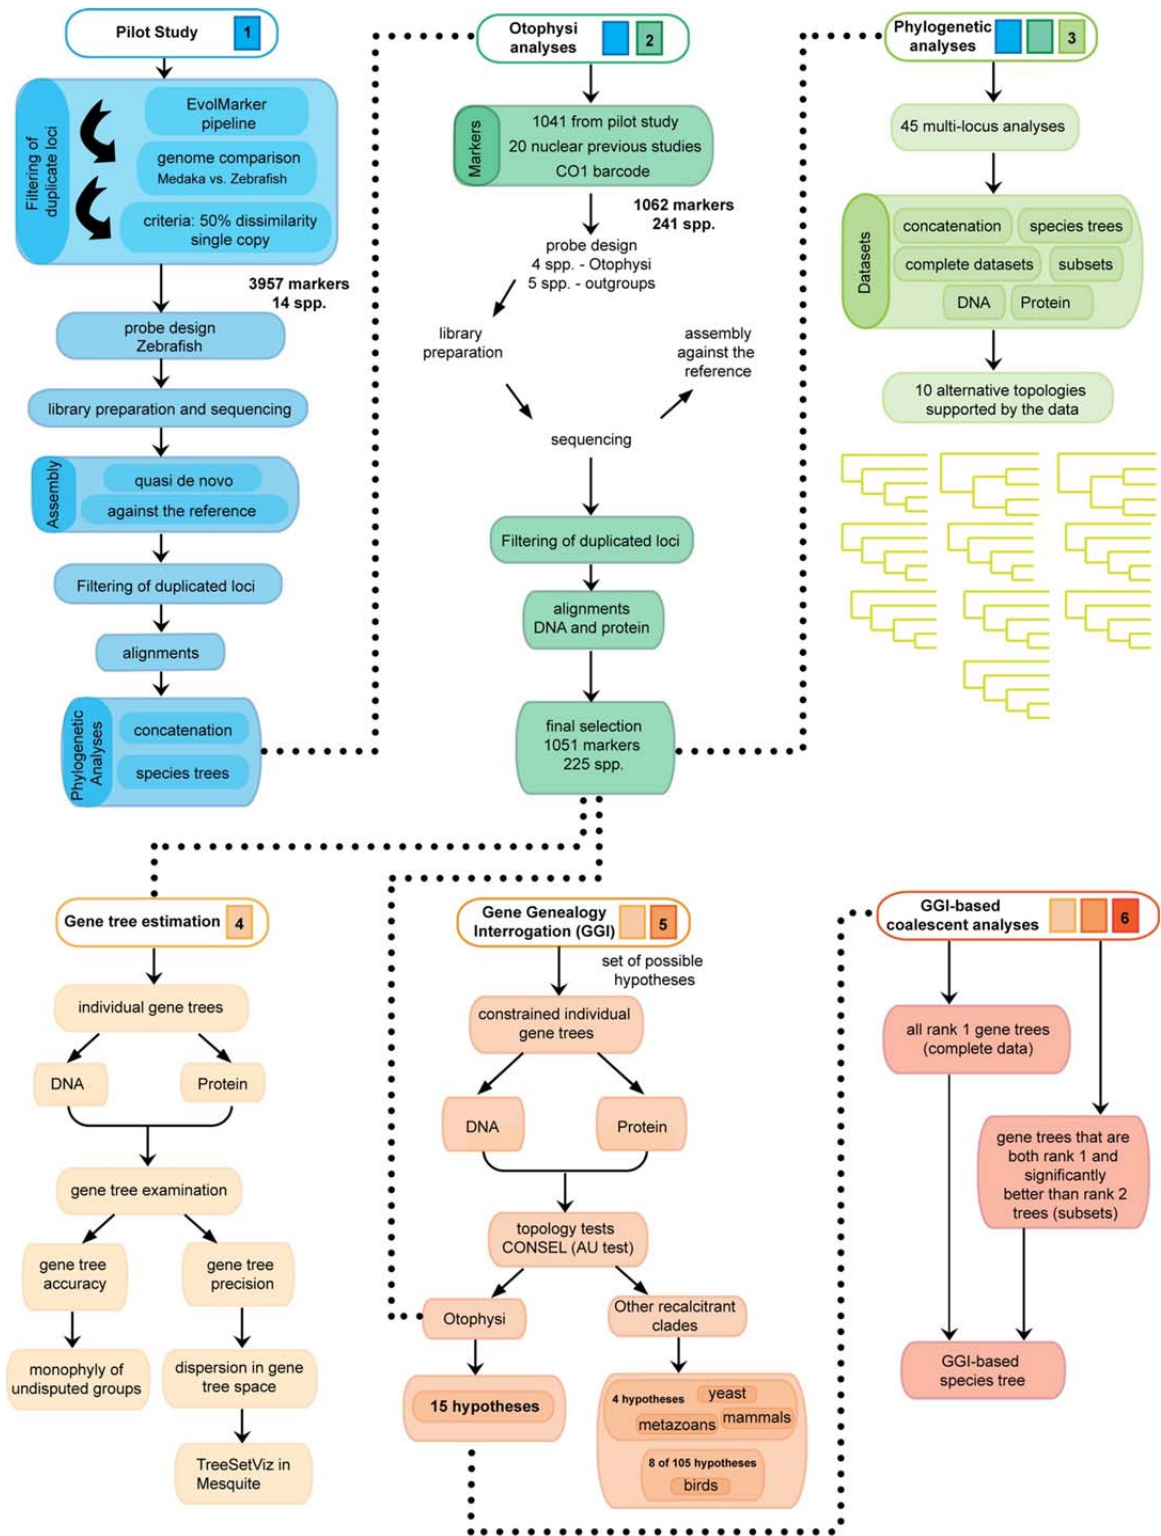 Pilot Study
1
Filtering of
duplicate loci
EvolMarker
pipeline
genome comparison
Medaka vs. Zebrafish
criteria: 50% dissimilarity
single copy
3957 markers
14 spp.
probe design
Zebrafish
library preparation and sequencing
Assembly
quasi de novo
against the reference
Filtering of duplicated loci
alignments
Phylogenetic
Analyses
concatenation
species trees
Otophysi
analyses
2
Markers
1041 from pilot study
20 nuclear previous studies
CO1 barcode
1062 markers
241 spp.
probe design
4 spp. - Otophysi
5 spp. - outgroups
library
preparation
assembly
against the
reference
sequencing
Filtering of duplicated loci
alignments
DNA and protein
final selection
1051 markers
225 spp.
Phylogenetic
analyses
3
45 multi-locus analyses
Datasets
concatenation
species trees
complete datasets
subsets
DNA
Protein
10 alternative topologies
supported by the data
Gene tree estimation
4
individual gene trees
DNA
Protein
gene tree examination
gene tree
accuracy
gene tree
precision
monophyly of
undisputed groups
dispersion in gene
tree space
TreeSetViz in
Mesquite
Gene Genealogy
Interrogation (GGI)
5
set of possible
hypotheses
constrained individual
gene trees
DNA
Protein
topology tests
CONSEL (AU test)
Otophysi
Other recalcitrant
clades
15 hypotheses
4 hypotheses
yeast
metazoans
mammals
8 of 105 hypotheses
birds
GGI-based
coalescent analyses
6
all rank 1 gene trees
(complete data)
gene trees that are
both rank 1 and
significantly
better than rank 2
trees (subsets)
GGI-based
species tree